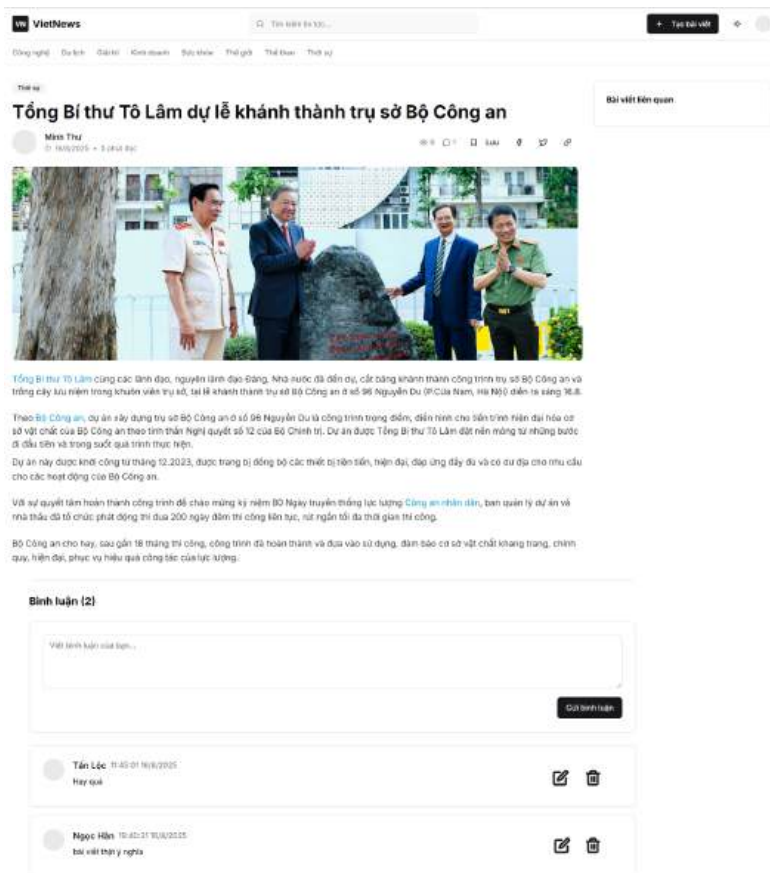 VN VietNews
Tìm kiếm tin tức...
+ Tạo bài viết
Công nghệ Du lịch Giải trí Kinh doanh Sức khỏe Thế giới Thể thao Thời sự
Thời sự
Tổng Bí thư Tô Lâm dự lễ khánh thành trụ sở Bộ Công an
Bài viết liên quan
Minh Thư
16/8/2025 • 3 phút đọc
Lưu
Tổng Bí thư Tô Lâm cùng các lãnh đạo, nguyên lãnh đạo Đảng, Nhà nước đã đến dự, cắt băng khánh thành công trình trụ sở Bộ Công an và
trồng cây lưu niệm trong khuôn viên trụ sở, tại lễ khánh thành trụ sở Bộ Công an ở số 96 Nguyễn Du (P.Cửa Nam, Hà Nội) diễn ra sáng 16.8.
Theo Bộ Công an, dự án xây dựng trụ sở Bộ Công an ở số 96 Nguyễn Du là công trình trọng điểm, điển hình cho tiến trình hiện đại hóa cơ
sở vật chất của Bộ Công an theo tinh thần Nghị quyết số 12 của Bộ Chính trị. Dự án được Tổng Bí thư Tô Lâm đặt nền móng từ những bước
đi đầu tiên và trong suốt quá trình thực hiện.
Dự án này được khởi công từ tháng 12.2023, được trang bị đồng bộ các thiết bị tiên tiến, hiện đại, đáp ứng đầy đủ và có dư địa cho nhu cầu
cho các hoạt động của Bộ Công an.
Với sự quyết tâm hoàn thành công trình để chào mừng kỷ niệm 80 Ngày truyền thống lực lượng Công an nhân dân, ban quản lý dự án và
nhà thầu đã tổ chức phát động thi đua 200 ngày đêm thi công liên tục, rút ngắn tối đa thời gian thi công.
Bộ Công an cho hay, sau gần 18 tháng thi công, công trình đã hoàn thành và đưa vào sử dụng, đảm bảo cơ sở vật chất khang trang, chính
quy, hiện đại, phục vụ hiệu quả công tác của lực lượng.
Bình luận (2)
Viết bình luận của bạn...
Gửi bình luận
Tấn Lộc 11:45:01 16/8/2025
Hay quá
Ngọc Hân
bài viết thật ý nghĩa